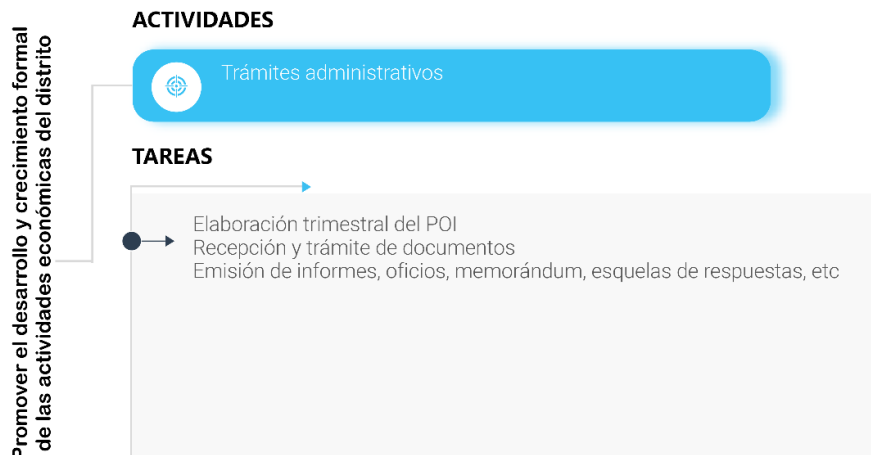 Promover el desarrollo y crecimiento formal
de las actividades económicas del distrito
ACTIVIDADES
Trámites administrativos
TAREAS
Elaboración trimestral del POI
Recepción y trámite de documentos
Emisión de informes, oficios, memorándum, esquelas de respuestas, etc